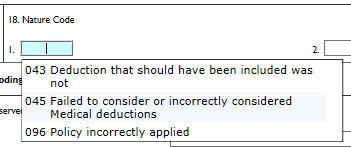 18. Nature Code
1.
2.
oding
043 Deduction that should have been included was
not
serve
045 Failed to consider or incorrectly considered
Medical deductions
096 Policy incorrectly applied